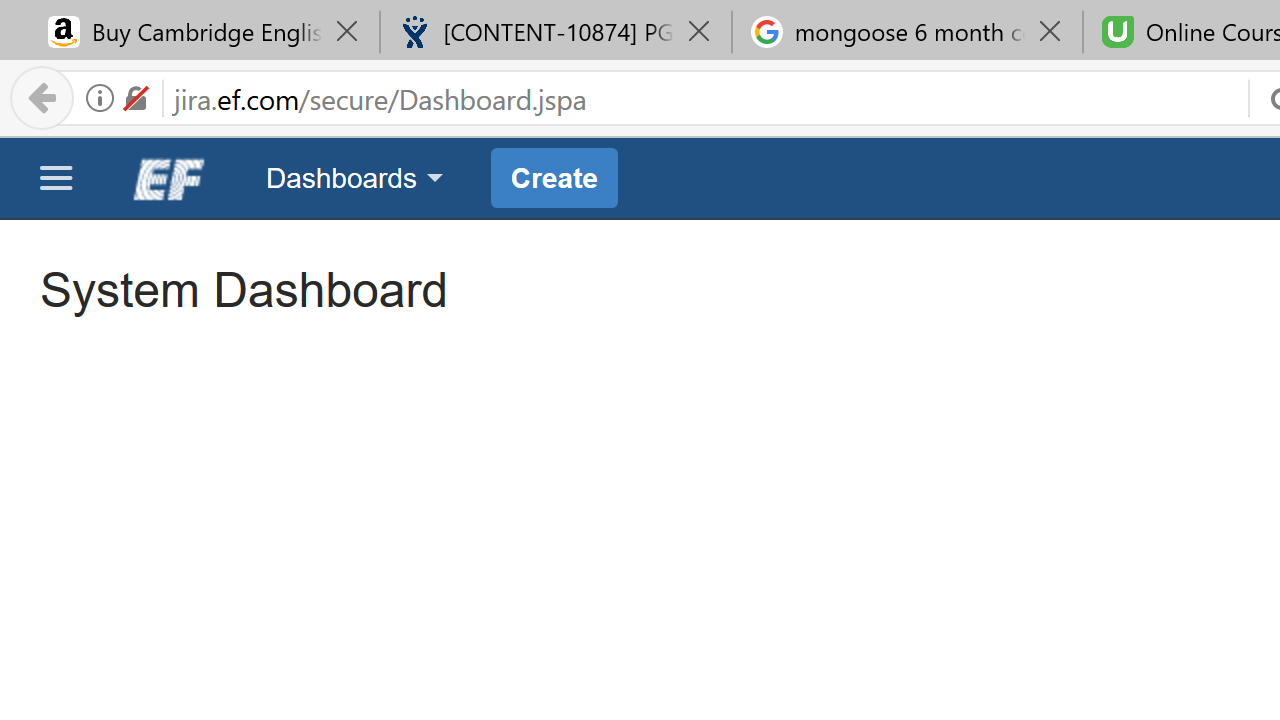 Buy Cambridge Englis
[CONTENT-10874] PG
mongoose 6 month c
Online Cours
jira.ef.com/secure/Dashboard.jspa
EF
Dashboards
Create
System Dashboard